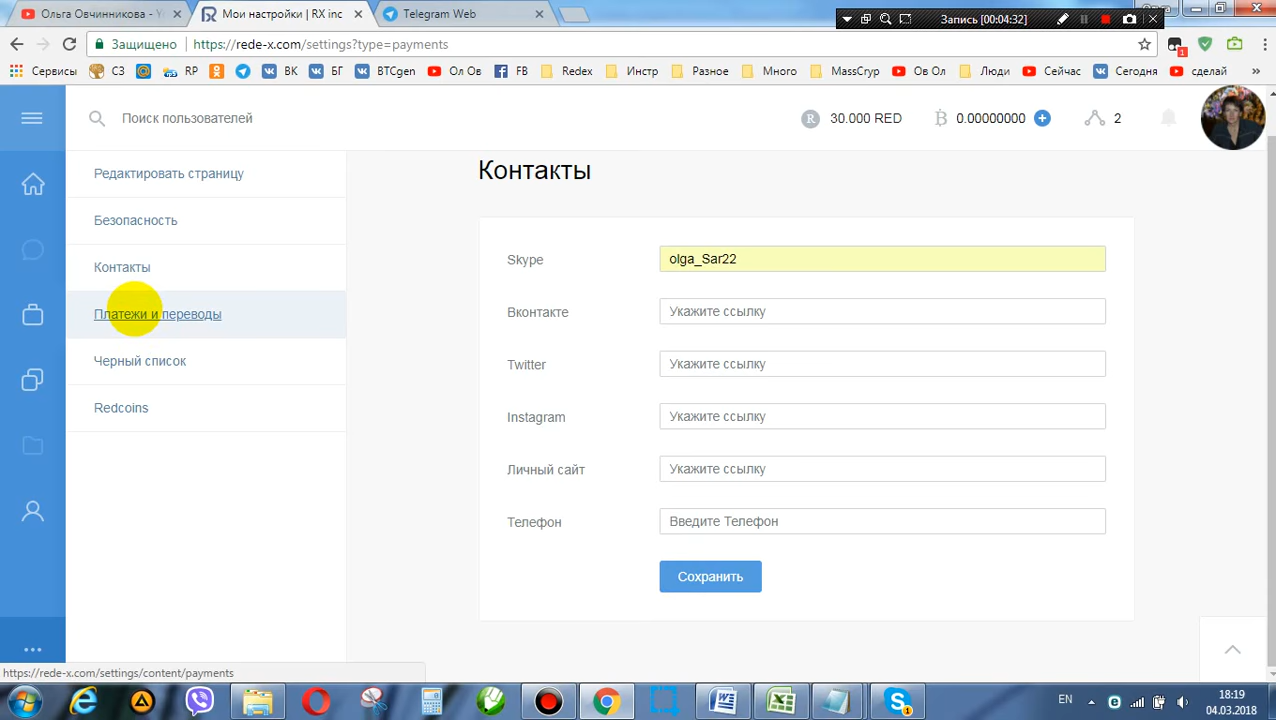 Ольга Овчинникова - Y
Мои настройки | RX inc
Telegram Web
Запись [00:04:32]
Защищено
https://rede-x.com/settings?type=payments
1
Сервисы
СЗ
RP
ВК
БГ
BTCgen
Ол Ов
FB
Redex
Инстр
Разное
Много
MassCryp
Ов Ол
Люди
Сейчас
Сегодня
сделай
»
Поиск пользователей
R
30.000 RED
0.00000000
2
Редактировать страницу
Безопасность
Контакты
Платежи и переводы
Черный список
Redcoins
Контакты
Skype
olga_Sar22
Вконтакте
Укажите ссылку
Twitter
Укажите ссылку
Instagram
Укажите ссылку
Личный сайт
Укажите ссылку
Телефон
Введите Телефон
Сохранить
https://rede-x.com/settings/content/payments
EN
18:19
04.03.2018